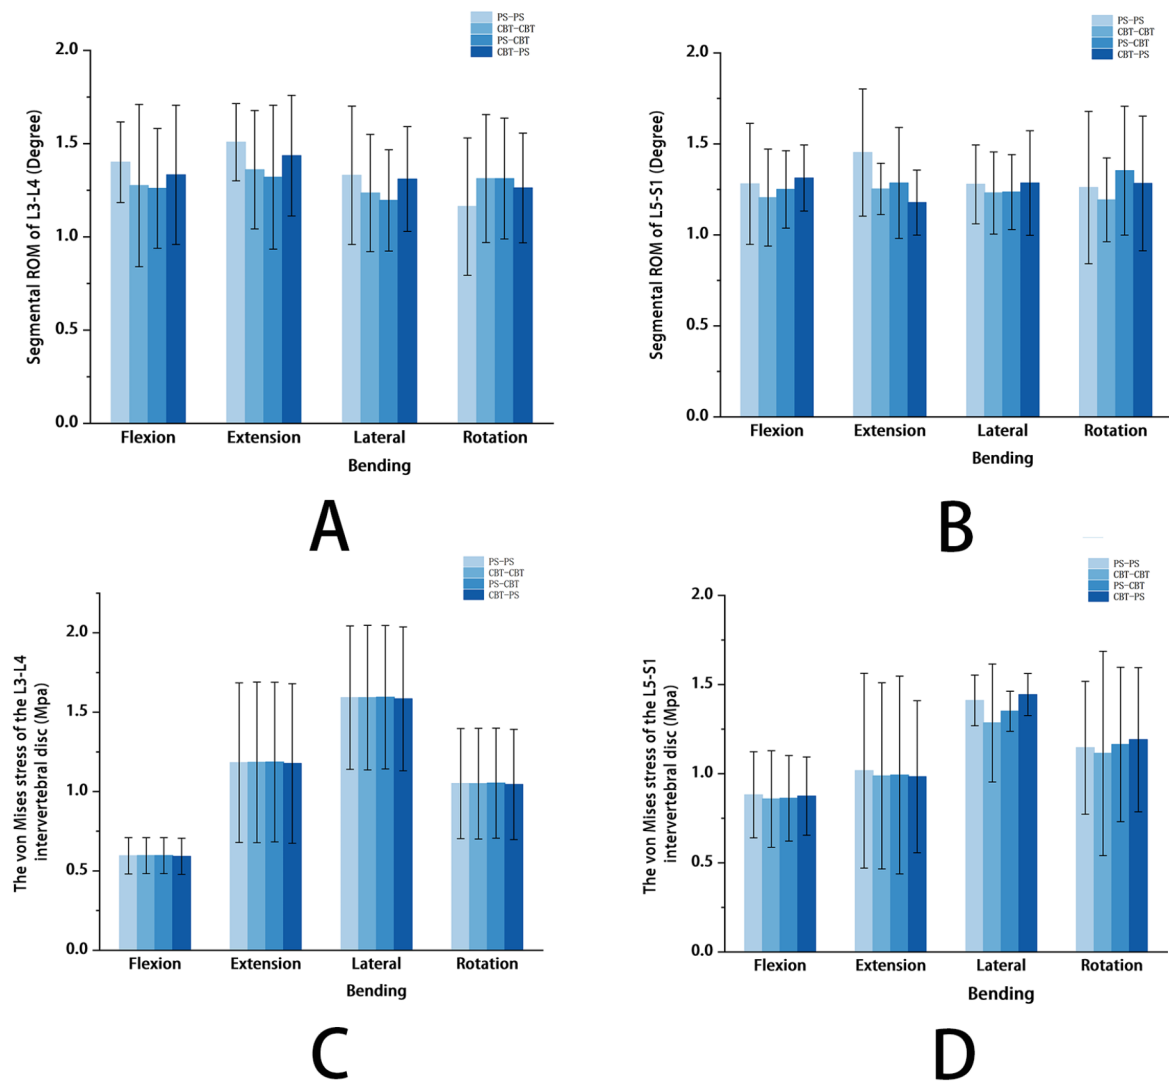 PS-PS
CBT-CBT
PS-CBT
CBT-PS
2.0
1.5
1.0
0.5
0.0
Segmental ROM of L3-L4 (Degree)
Flexion Extension Lateral Rotation
Bending
A
PS-PS
CBT-CBT
PS-CBT
CBT-PS
2.0
1.5
1.0
0.5
0.0
Segmental ROM of L5-S1 (Degree)
Flexion Extension Lateral Rotation
Bending
B
PS-PS
CBT-CBT
PS-CBT
CBT-PS
2.0
1.5
1.0
0.5
0.0
The von Mises stress of the L3-L4
intervertebral disc (Mpa)
Flexion Extension Lateral Rotation
Bending
C
PS-PS
CBT-CBT
PS-CBT
CBT-PS
2.0
1.5
1.0
0.5
0.0
The von Mises stress of the L5-S1
intervertebral disc (Mpa)
Flexion Extension Lateral Rotation
Bending
D